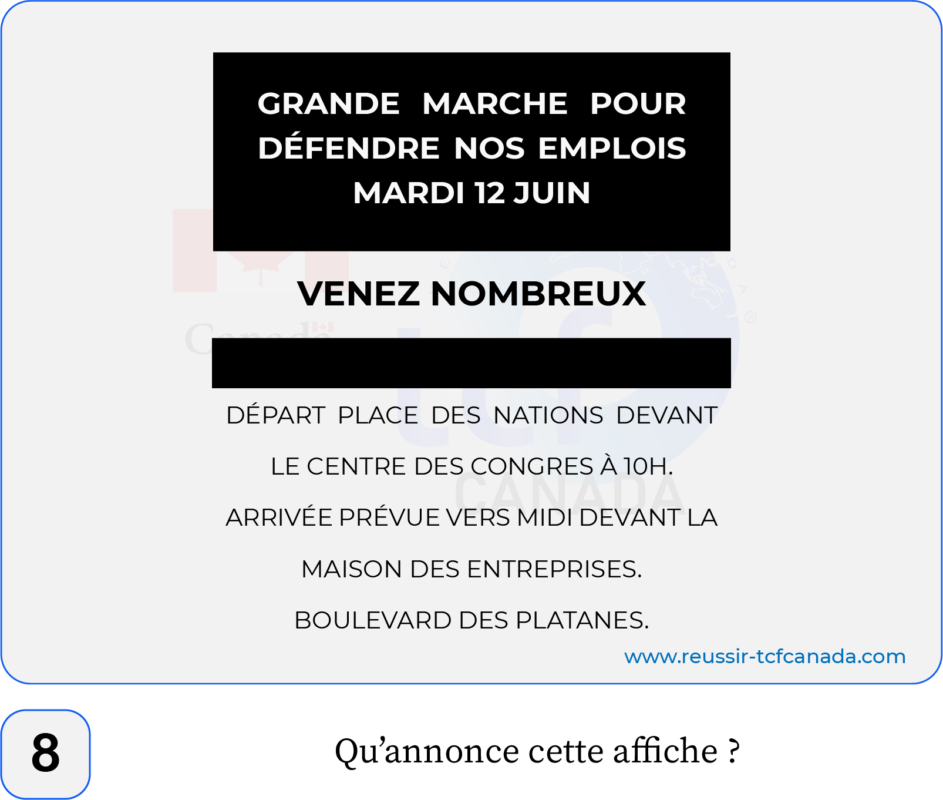 GRANDE MARCHE POUR
DÉFENDRE NOS EMPLOIS
MARDI 12 JUIN
VENEZ NOMBREUX
Canada
tcf
CANADA
DÉPART PLACE DES NATIONS DEVANT
LE CENTRE DES CONGRES À 10H.
ARRIVÉE PRÉVUE VERS MIDI DEVANT LA
MAISON DES ENTREPRISES.
BOULEVARD DES PLATANES.
www.reussir-tcfcanada.com
8
Qu’annonce cette affiche ?